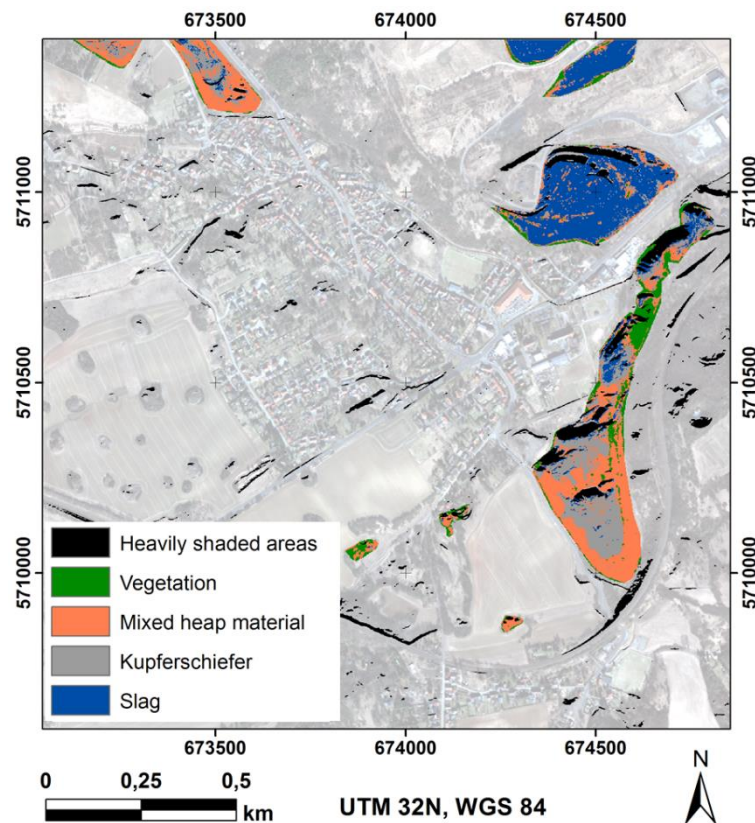 673500 674000 674500
5711000 5711000
5710500 5710500
5710000 5710000
Heavily shaded areas
Vegetation
Mixed heap material
Kupferschiefer
Slag
673500 674000 674500
0 0,25 0,5
km
UTM 32N, WGS 84
N